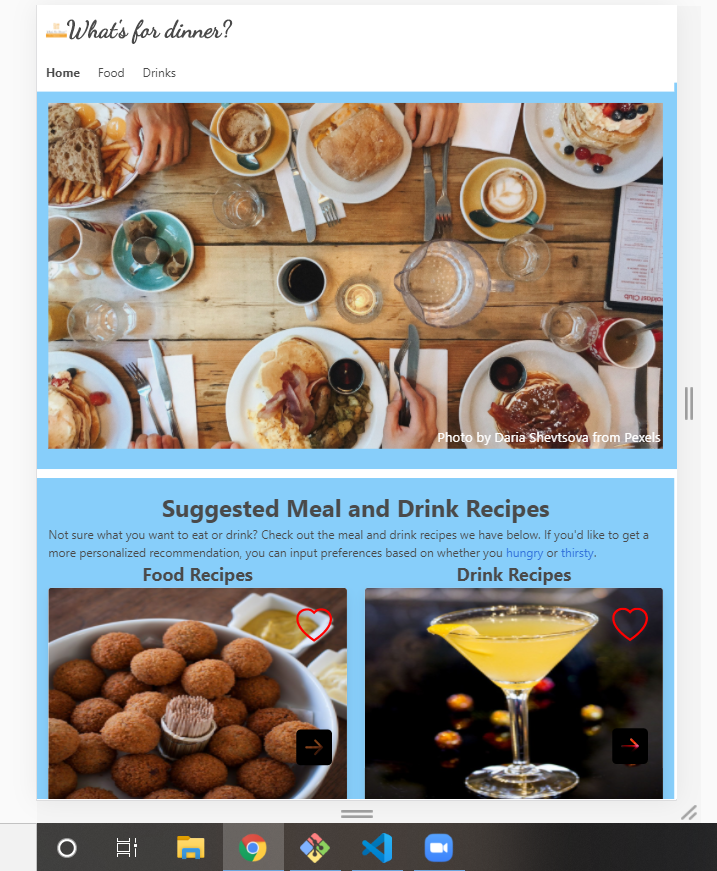 What's for dinner?
Home Food Drinks
Photo by Daria Shevtsova from Pexels
Suggested Meal and Drink Recipes
Not sure what you want to eat or drink? Check out the meal and drink recipes we have below. If you'd like to get a
more personalized recommendation, you can input preferences based on whether you hungry or thirsty.
Food Recipes
Drink Recipes